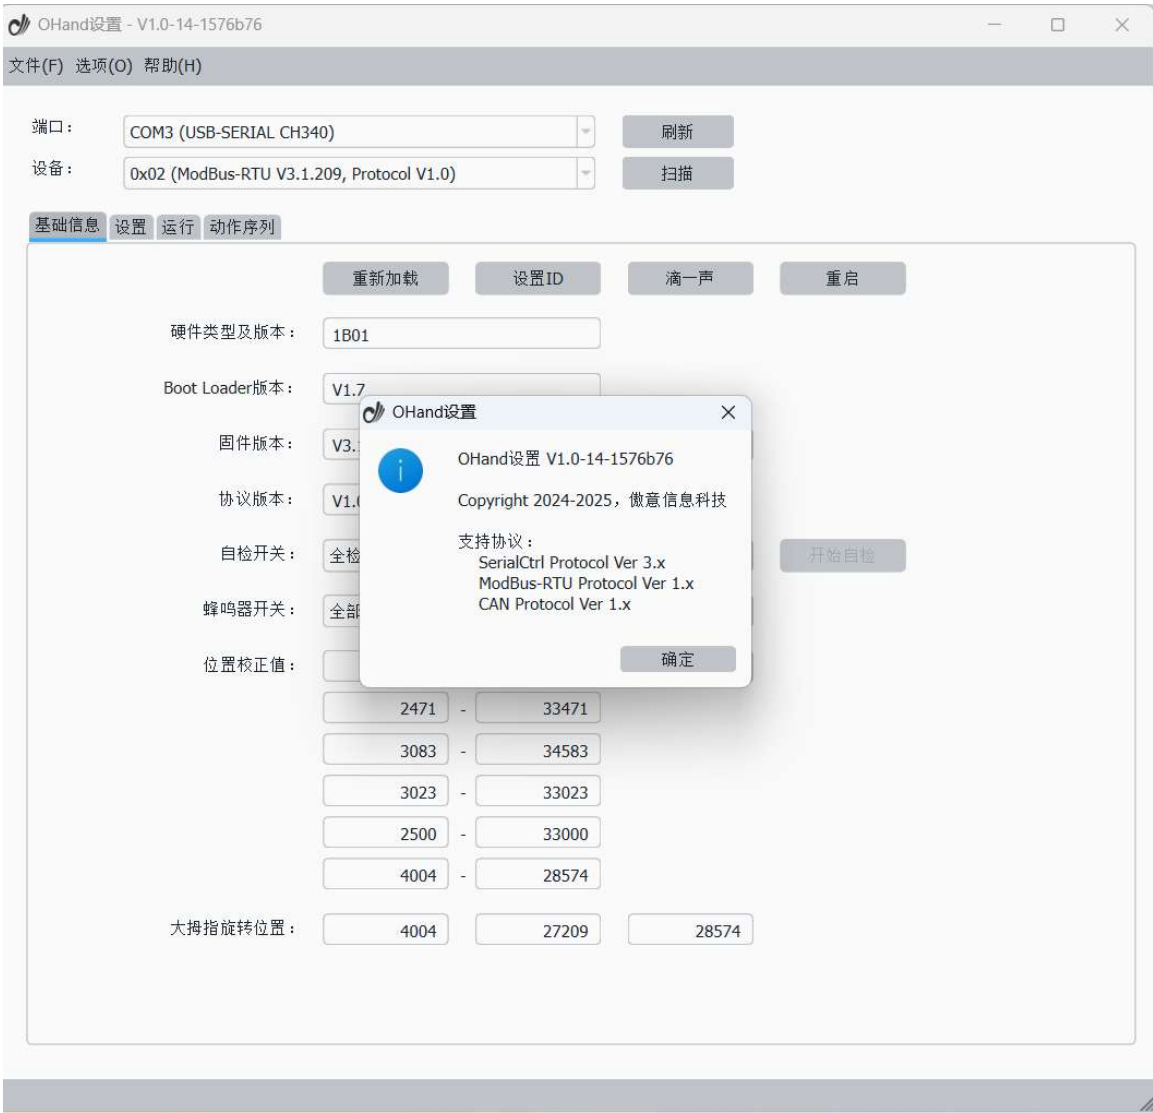 OHand设置 - V1.0-14-1576b76
文件(F) 选项(O) 帮助(H)
端口: COM3 (USB-SERIAL CH340) 刷新
设备: 0x02 (ModBus-RTU V3.1.209, Protocol V1.0) 扫描
基础信息 设置 运行 动作序列
重新加载 设置ID 滴一声 重启
硬件类型及版本: 1B01
Boot Loader版本: V1.7
OHand设置
固件版本: V3.
OHand设置 V1.0-14-1576b76
协议版本: V1.
Copyright 2024-2025，傲意信息科技
支持协议:
自检开关: 全检 开始自检
SerialCtrl Protocol Ver 3.x
ModBus-RTU Protocol Ver 1.x
蜂鸣器开关: 全部
CAN Protocol Ver 1.x
位置校正值:
确定
2471 - 33471
3083 - 34583
3023 - 33023
2500 - 33000
4004 - 28574
大拇指旋转位置: 4004 27209 28574